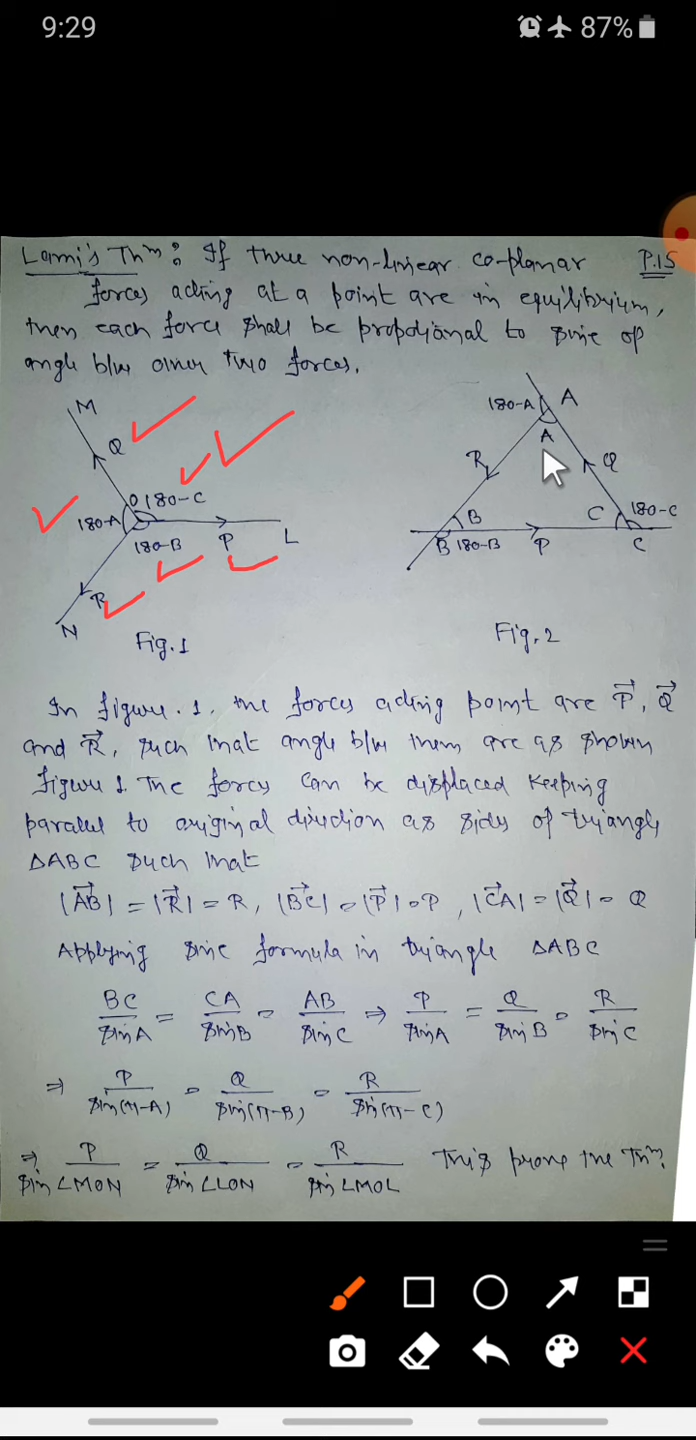 9:29
87%
Lami's Thm: If three non-linear co-planar P.15
forces acting at a point are in equilibrium,
then each force shall be propotional to sine of
angle b/w other two forces.
M
Q
O 180-C
180-A
180-B P L
R
N
Fig.1
180-A A
A
R Q
B C 180-C
B 180-B P C
Fig. 2
In figure. 1. the forces acting point are P⃗, Q⃗
and R⃗, such that angle b/w them are as shown
figure 1. The forces can be displaced keeping
parallel to original direction as sides of triangle
ΔABC such that
|A⃗B| = |R⃗| = R, |B⃗C| = |P⃗| = P, |C⃗A| = |Q⃗| = Q
Applying sine formula in triangle ΔABC
BC/sinA = CA/sinB = AB/sinC ⇒ P/sinA = Q/sinB = R/sinC
⇒ P/sin(π-A) = Q/sin(π-B) = R/sin(π-C)
⇒ P/sin∠MON = Q/sin∠LON = R/sin∠MOL This prove the Thm.